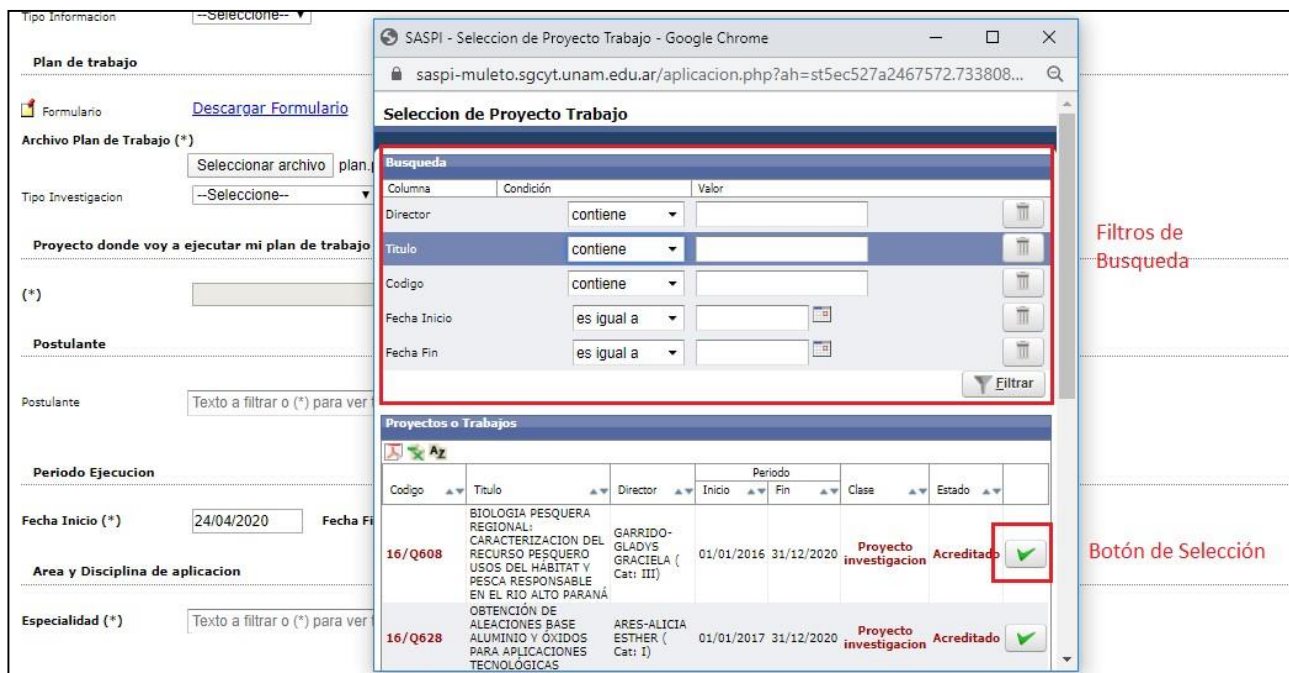 Tipo Informacion --Seleccione--
Plan de trabajo
Formulario Descargar Formulario
Archivo Plan de Trabajo (*)
Seleccionar archivo
Tipo Investigacion --Seleccione--
Proyecto donde voy a ejecutar mi plan de trabajo
(*)
Postulante
Postulante Texto a filtrar o (*) para ver
Periodo Ejecucion
Fecha Inicio (*) 24/04/2020 Fecha
Area y Disciplina de aplicacion
Especialidad (*) Texto a filtrar o (*) para ver
SASPI - Seleccion de Proyecto Trabajo - Google Chrome
saspi-muleto.sgcyt.unam.edu.ar/aplicacion.php?ah=st5ec527a2467572.733808...
Seleccion de Proyecto Trabajo
Busqueda
Columna Condición Valor
Director contiene
Titulo contiene
Codigo contiene
Fecha Inicio es igual a
Fecha Fin es igual a
Filtrar
Proyectos o Trabajos
AZ
Periodo
Codigo Titulo Director Inicio Fin Clase Estado
16/Q608
BIOLOGIA PESQUERA
REGIONAL:
CARACTERIZACION DEL
RECURSO PESQUERO
USOS DEL HÁBITAT Y
PESCA RESPONSABLE
EN EL RIO ALTO PARANÁ
GARRIDO-
GLADYS
GRACIELA (
Cat: III)
01/01/2016 31/12/2020
Proyecto
investigacion
Acreditado
16/Q628
OBTENCIÓN DE
ALEACIONES BASE
ALUMINIO Y ÓXIDOS
PARA APLICACIONES
TECNOLÓGICAS
ARES-ALICIA
ESTHER (
Cat: I)
01/01/2017 31/12/2020
Proyecto
investigacion
Acreditado
Filtros de
Busqueda
Botón de Selección